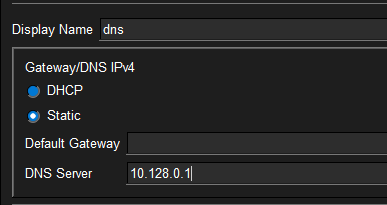 Display Name dns
Gateway/DNS IPv4
DHCP
Static
Default Gateway
DNS Server 10.128.0.1